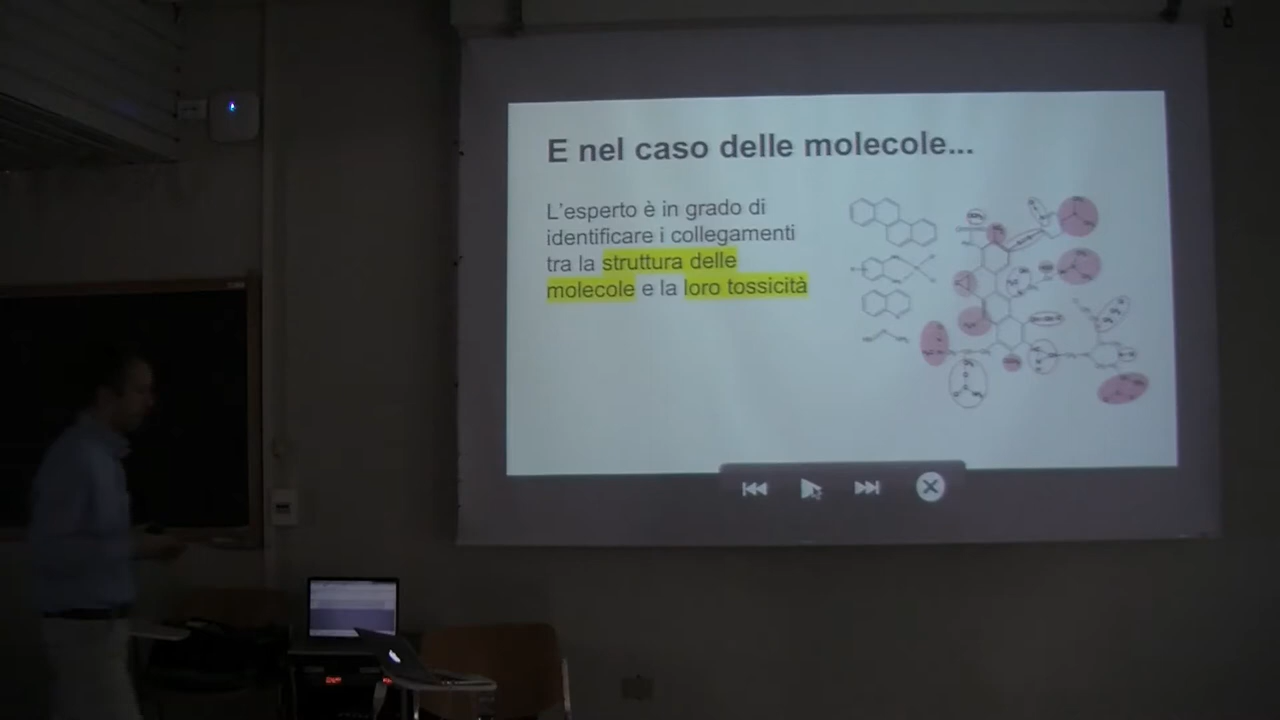 E nel caso delle molecole...
L'esperto è in grado di
identificare i collegamenti
tra la struttura delle
molecole e la loro tossicità